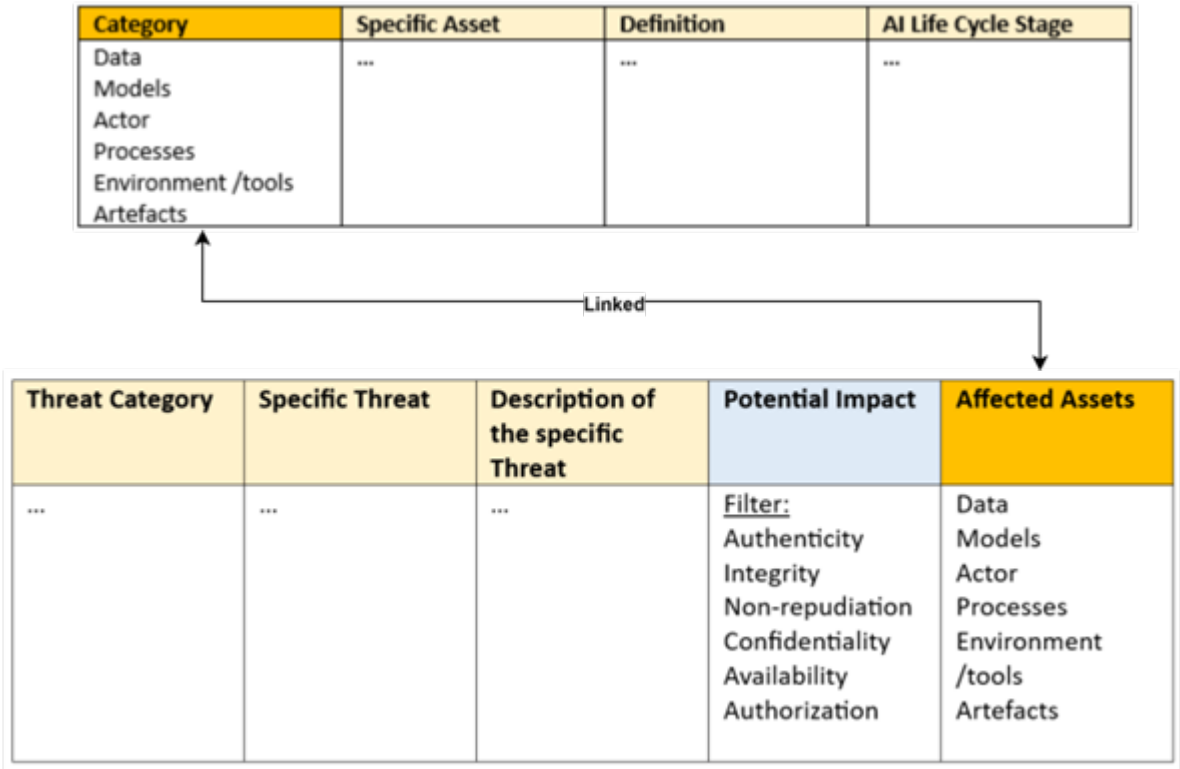 Category Specific Asset Definition AI Life Cycle Stage
Data ... ... ...
Models
Actor
Processes
Environment /tools
Artefacts
Linked
Threat Category Specific Threat Description of Potential Impact Affected Assets
the specific
Threat
... ... ... Filter: Data
Authenticity Models
Integrity Actor
Non-repudiation Processes
Confidentiality Environment
Availability /tools
Authorization Artefacts